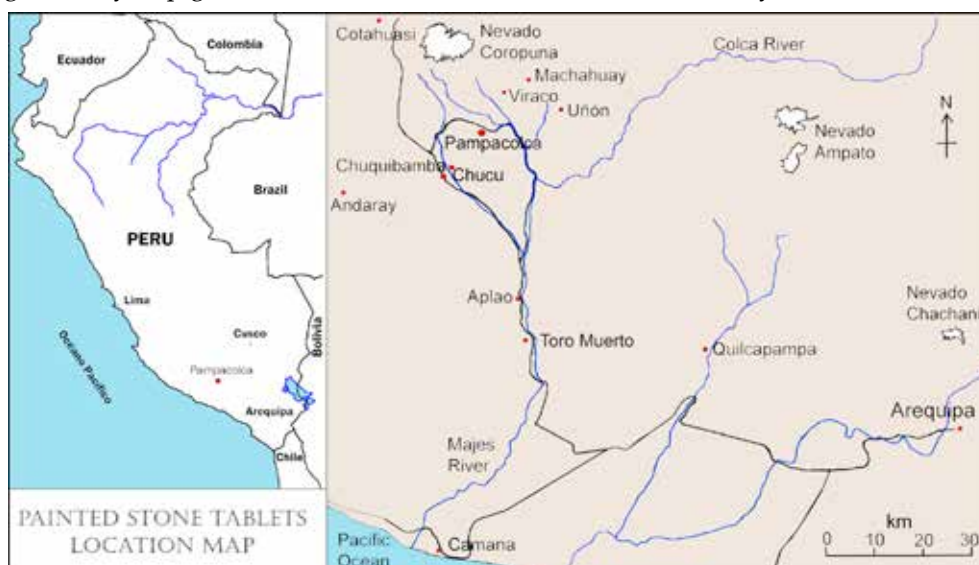 Colombia
Ecuador
Brazil
PERU
Lima
Cusco
Bolivia
Oceano Pacifico
Pampacolca
Arequipa
Chile
PAINTED STONE TABLETS
LOCATION MAP
Cotahuasi
Nevado
Coropuna
Colca River
Machahuay
Viraco
Uñón
N
Nevado
Ampato
Pampacolca
Chuquibamba
Chucu
Andaray
Aplao
Nevado
Chachani
Toro Muerto
Quilcapampa
Arequipa
Majes
River
km
0 10 20 30
Pacific
Ocean
Camana